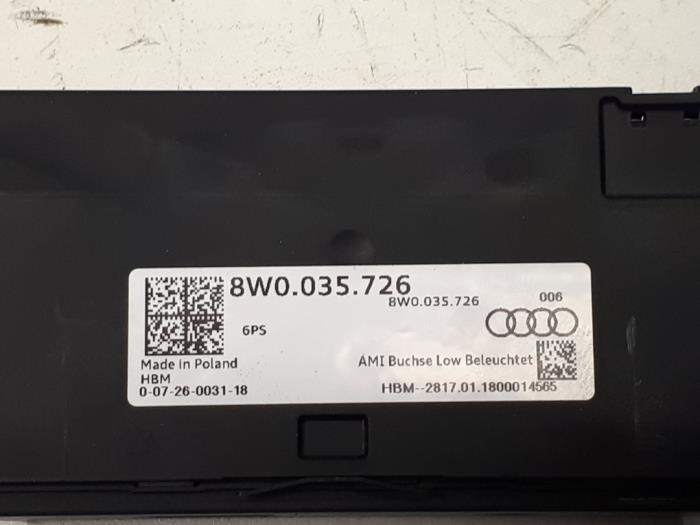 8W0.035.726
8W0.035.726
006
6PS
Made in Poland
AMI Buchse Low Beleuchtet
HBM
0-07-26-0031-18
HBM--2817.01.1800014565